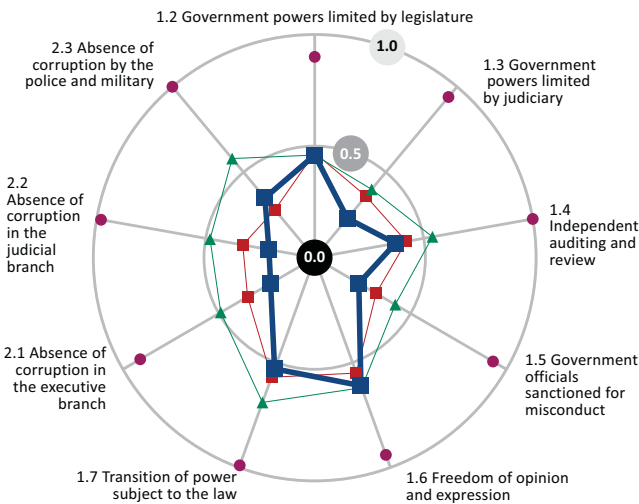 1.2 Government powers limited by legislature
1.0
2.3 Absence of
corruption by the
police and military
1.3 Government
powers limited
by judiciary
0.5
2.2
Absence of
corruption
in the
judicial
branch
1.4
Independent
auditing and
review
0.0
2.1 Absence of
corruption in
the executive
branch
1.5 Government
officials
sanctioned for
misconduct
1.7 Transition of power
subject to the law
1.6 Freedom of opinion
and expression